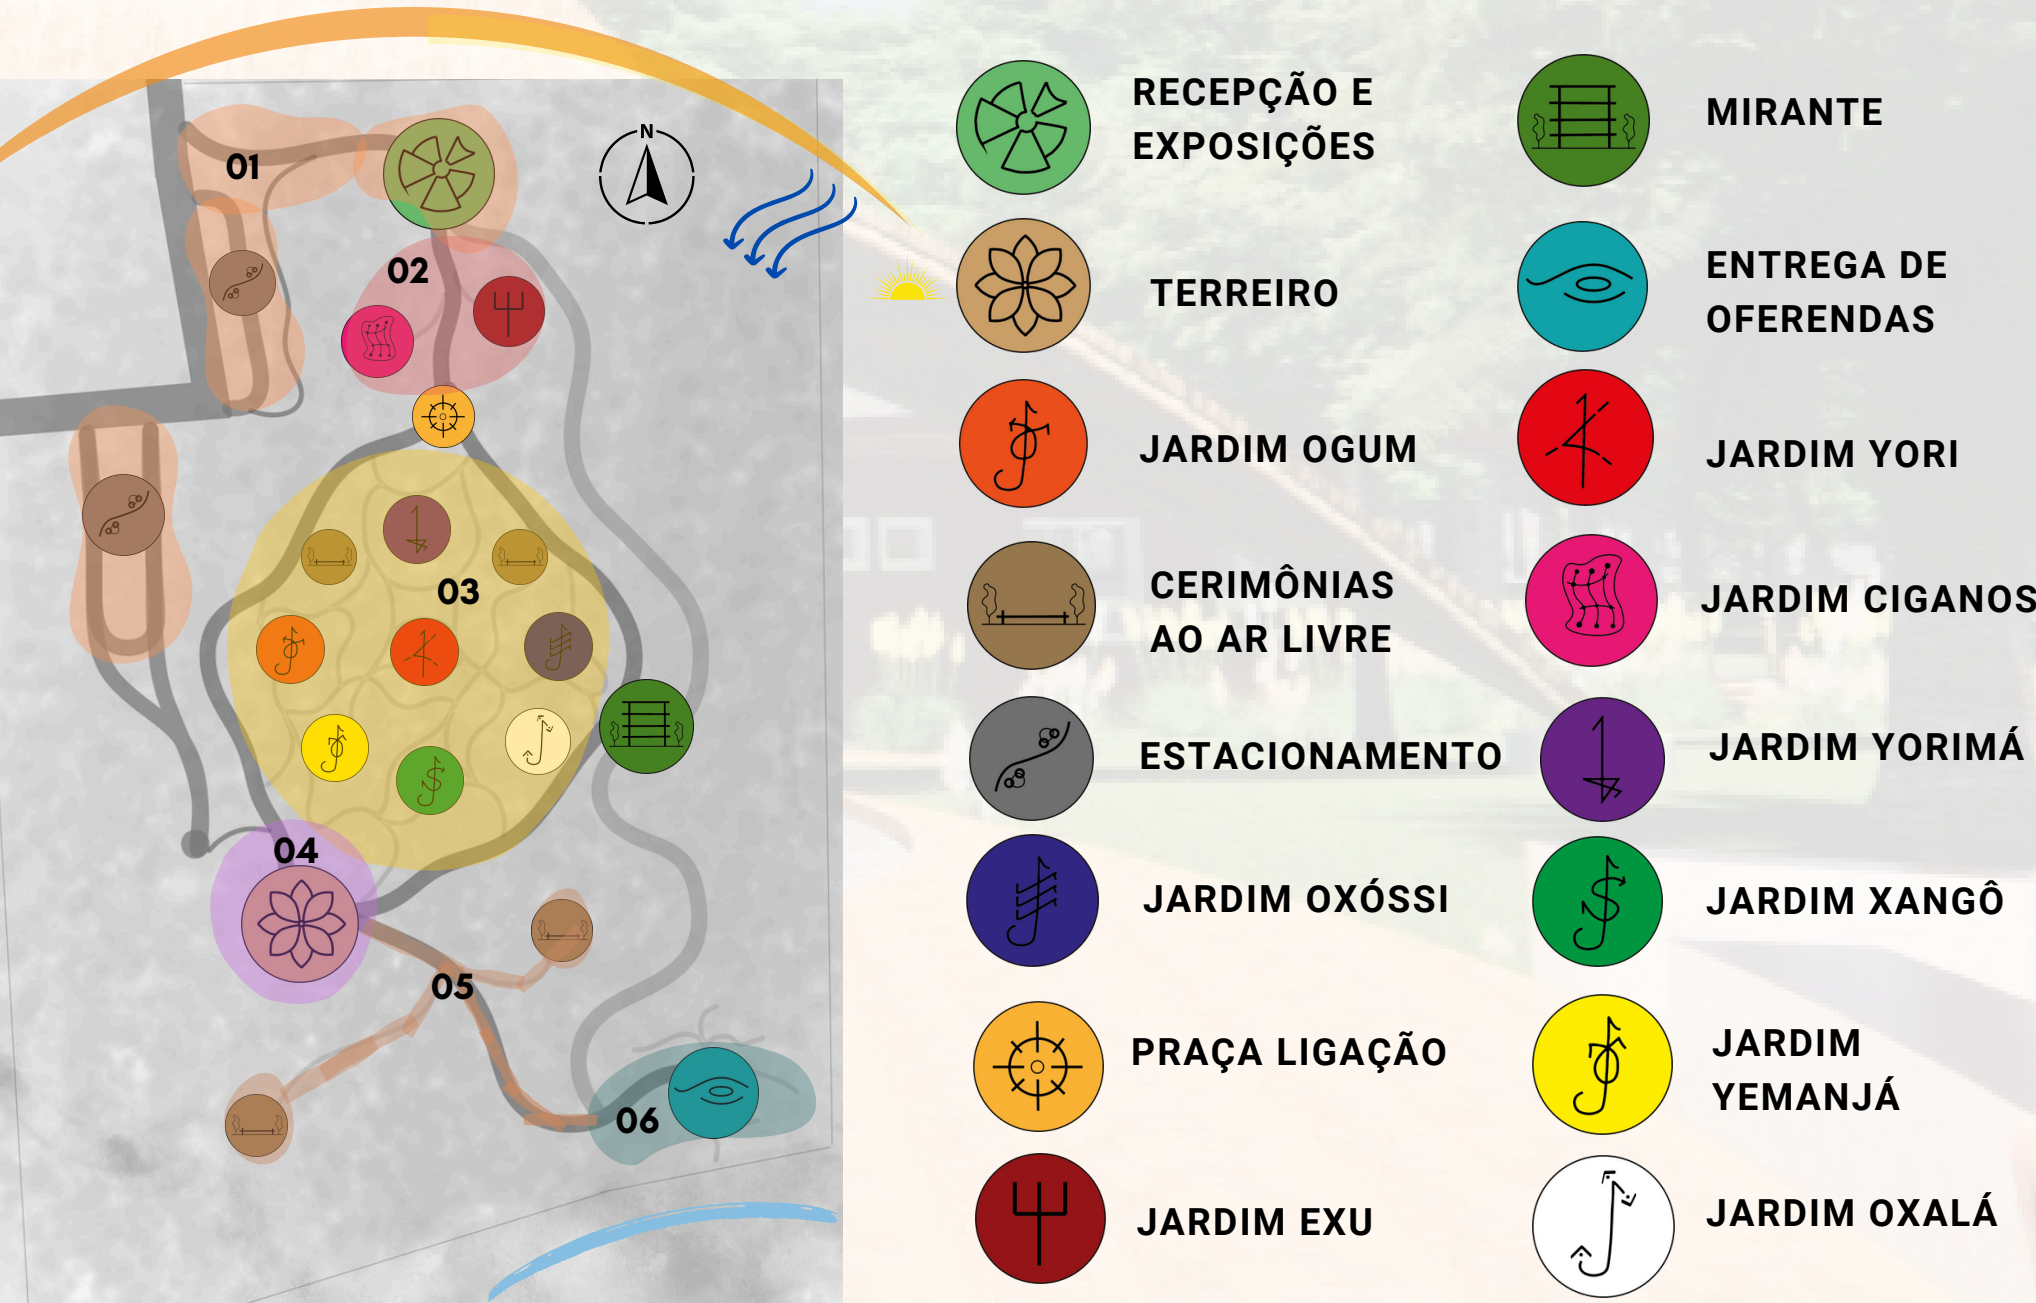 N
01
02
03
04
05
06
RECEPÇÃO E
EXPOSIÇÕES
TERREIRO
JARDIM OGUM
CERIMÔNIAS
AO AR LIVRE
ESTACIONAMENTO
JARDIM OXÓSSI
PRAÇA LIGAÇÃO
JARDIM EXU
MIRANTE
ENTREGA DE
OFERENDAS
JARDIM YORI
JARDIM CIGANOS
JARDIM YORIMÁ
JARDIM XANGÔ
JARDIM
YEMANJÁ
JARDIM OXALÁ